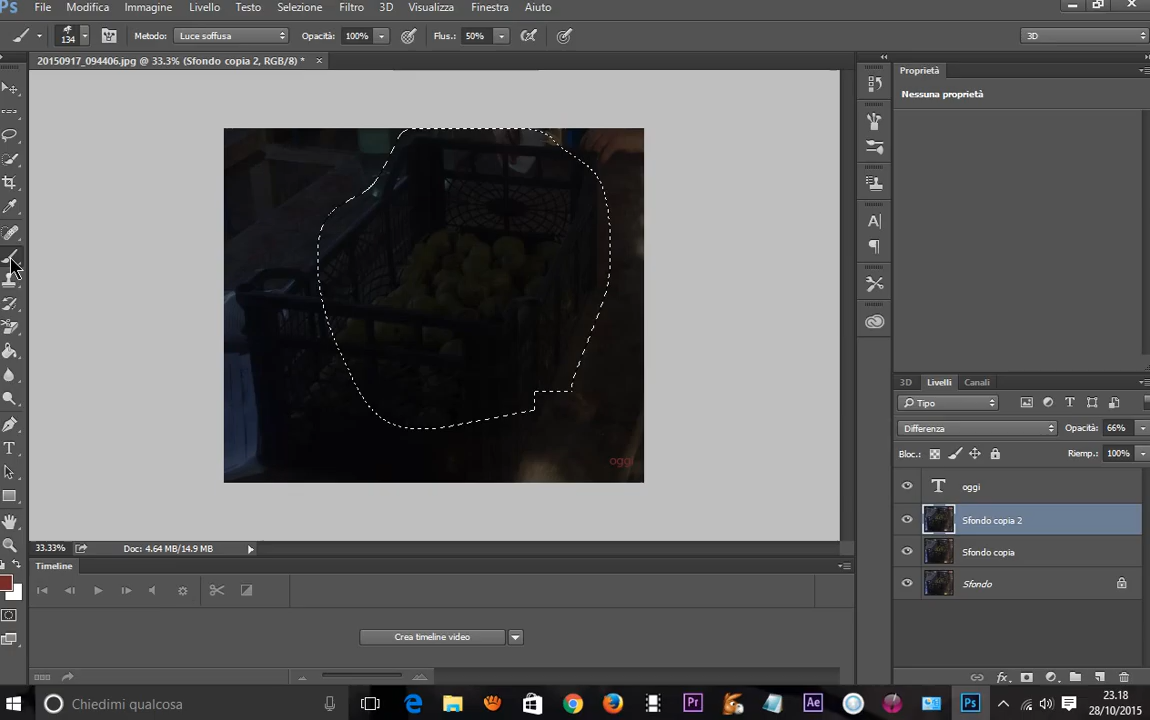 Ps File Modifica Immagine Livello Testo Selezione Filtro 3D Visualizza Finestra Aiuto
134 Metodo: Luce soffusa Opacità: 100% Flus.: 50% 3D
20150917_094406.jpg @ 33.3% (Sfondo copia 2, RGB/8) * ×
Proprietà
Nessuna proprietà
oggi
3D Livelli Canali
Tipo
Differenza Opacità: 66%
Bloc.: Riemp.: 100%
T oggi
Sfondo copia 2
Sfondo copia
Sfondo
33.33% Doc: 4.64 MB/14.9 MB
Timeline
Crea timeline video
Chiedimi qualcosa
Pr Ae Ps
23.18
28/10/2015